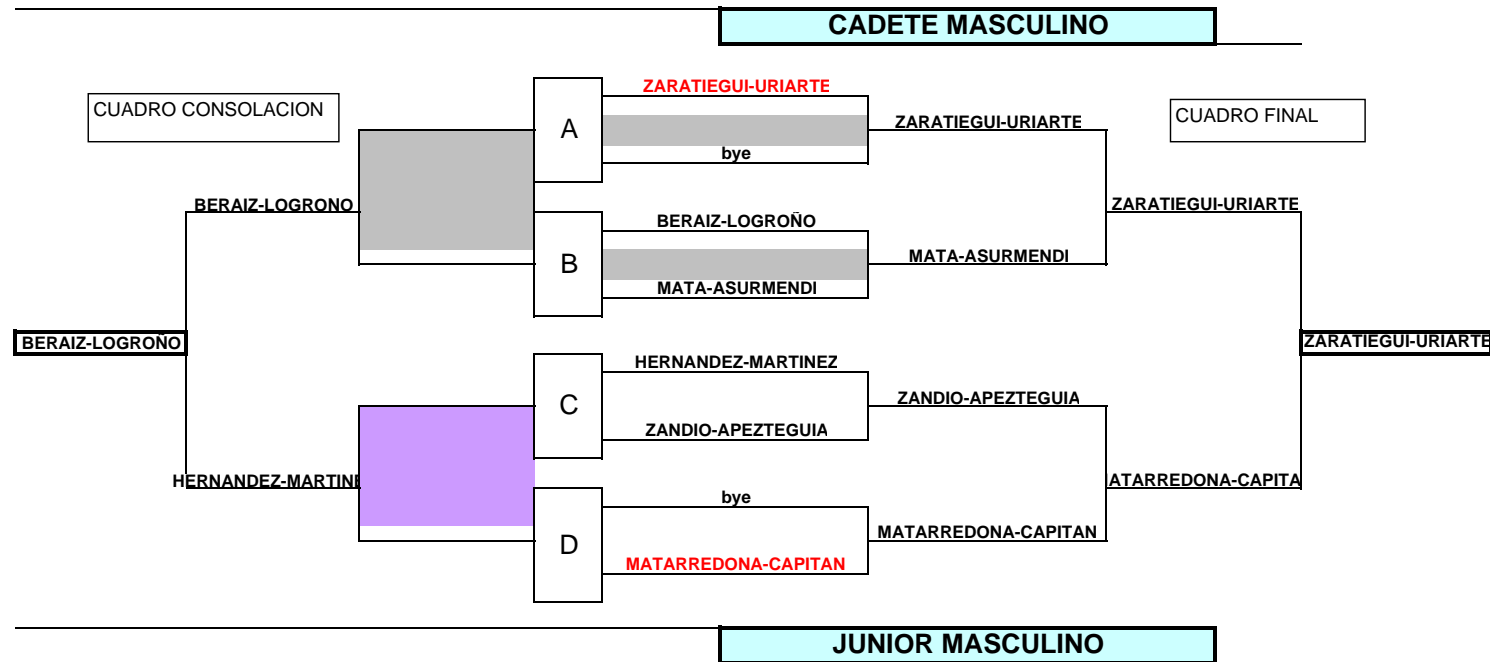 CADETE MASCULINO
CUADRO CONSOLACION
CUADRO FINAL
A
ZARATIEGUI-URIARTE
bye
ZARATIEGUI-URIARTE
BERAIZ-LOGRONO
ZARATIEGUI-URIARTE
B
BERAIZ-LOGROÑO
MATA-ASURMENDI
MATA-ASURMENDI
BERAIZ-LOGROÑO
ZARATIEGUI-URIARTE
C
HERNANDEZ-MARTINEZ
ZANDIO-APEZTEGUIA
ZANDIO-APEZTEGUIA
HERNANDEZ-MARTINE
ATARREDONA-CAPITA
D
bye
MATARREDONA-CAPITAN
MATARREDONA-CAPITAN
JUNIOR MASCULINO